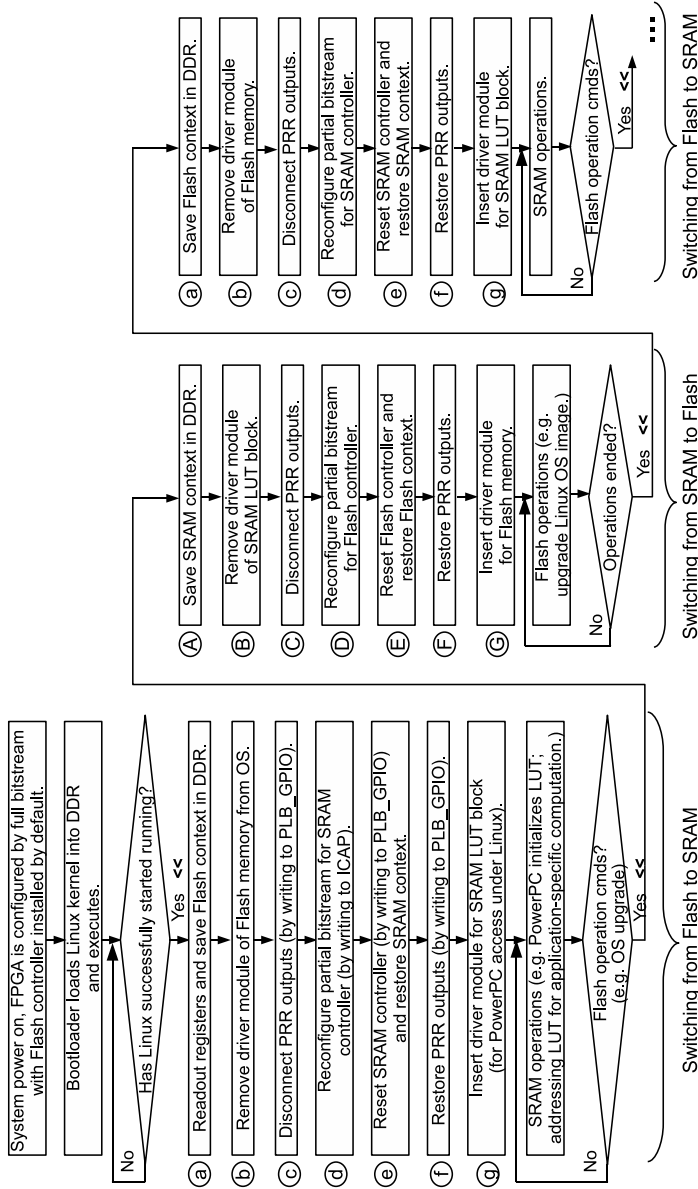 System power on, FPGA is configured by full bitstream
with Flash controller installed by default.
Bootloader loads Linux kernel into DDR
and executes.
Has Linux successfully started running?
No
Yes <<
a Readout registers and save Flash context in DDR.
b Remove driver module of Flash memory from OS.
c Disconnect PRR outputs (by writing to PLB_GPIO).
d Reconfigure partial bitstream for SRAM
controller (by writing to ICAP).
e Reset SRAM controller (by writing to PLB_GPIO)
and restore SRAM context.
f Restore PRR outputs (by writing to PLB_GPIO).
g Insert driver module for SRAM LUT block
(for PowerPC access under Linux).
SRAM operations (e.g. PowerPC initializes LUT;
addressing LUT for application-specific computation.)
Flash operation cmds?
(e.g. OS upgrade)
No
Yes <<
Switching from Flash to SRAM
A Save SRAM context in DDR.
B Remove driver module
of SRAM LUT block.
C Disconnect PRR outputs.
D Reconfigure partial bitstream
for Flash controller.
E Reset Flash controller and
restore Flash context.
F Restore PRR outputs.
G Insert driver module
for Flash memory.
Flash operations (e.g.
upgrade Linux OS image.)
Operations ended?
No
Yes <<
Switching from SRAM to Flash
a Save Flash context in DDR.
b Remove driver module
of Flash memory.
c Disconnect PRR outputs.
d Reconfigure partial bitstream
for SRAM controller.
e Reset SRAM controller and
restore SRAM context.
f Restore PRR outputs.
g Insert driver module
for SRAM LUT block.
SRAM operations.
Flash operation cmds?
No
Yes <<
...
Switching from Flash to SRAM